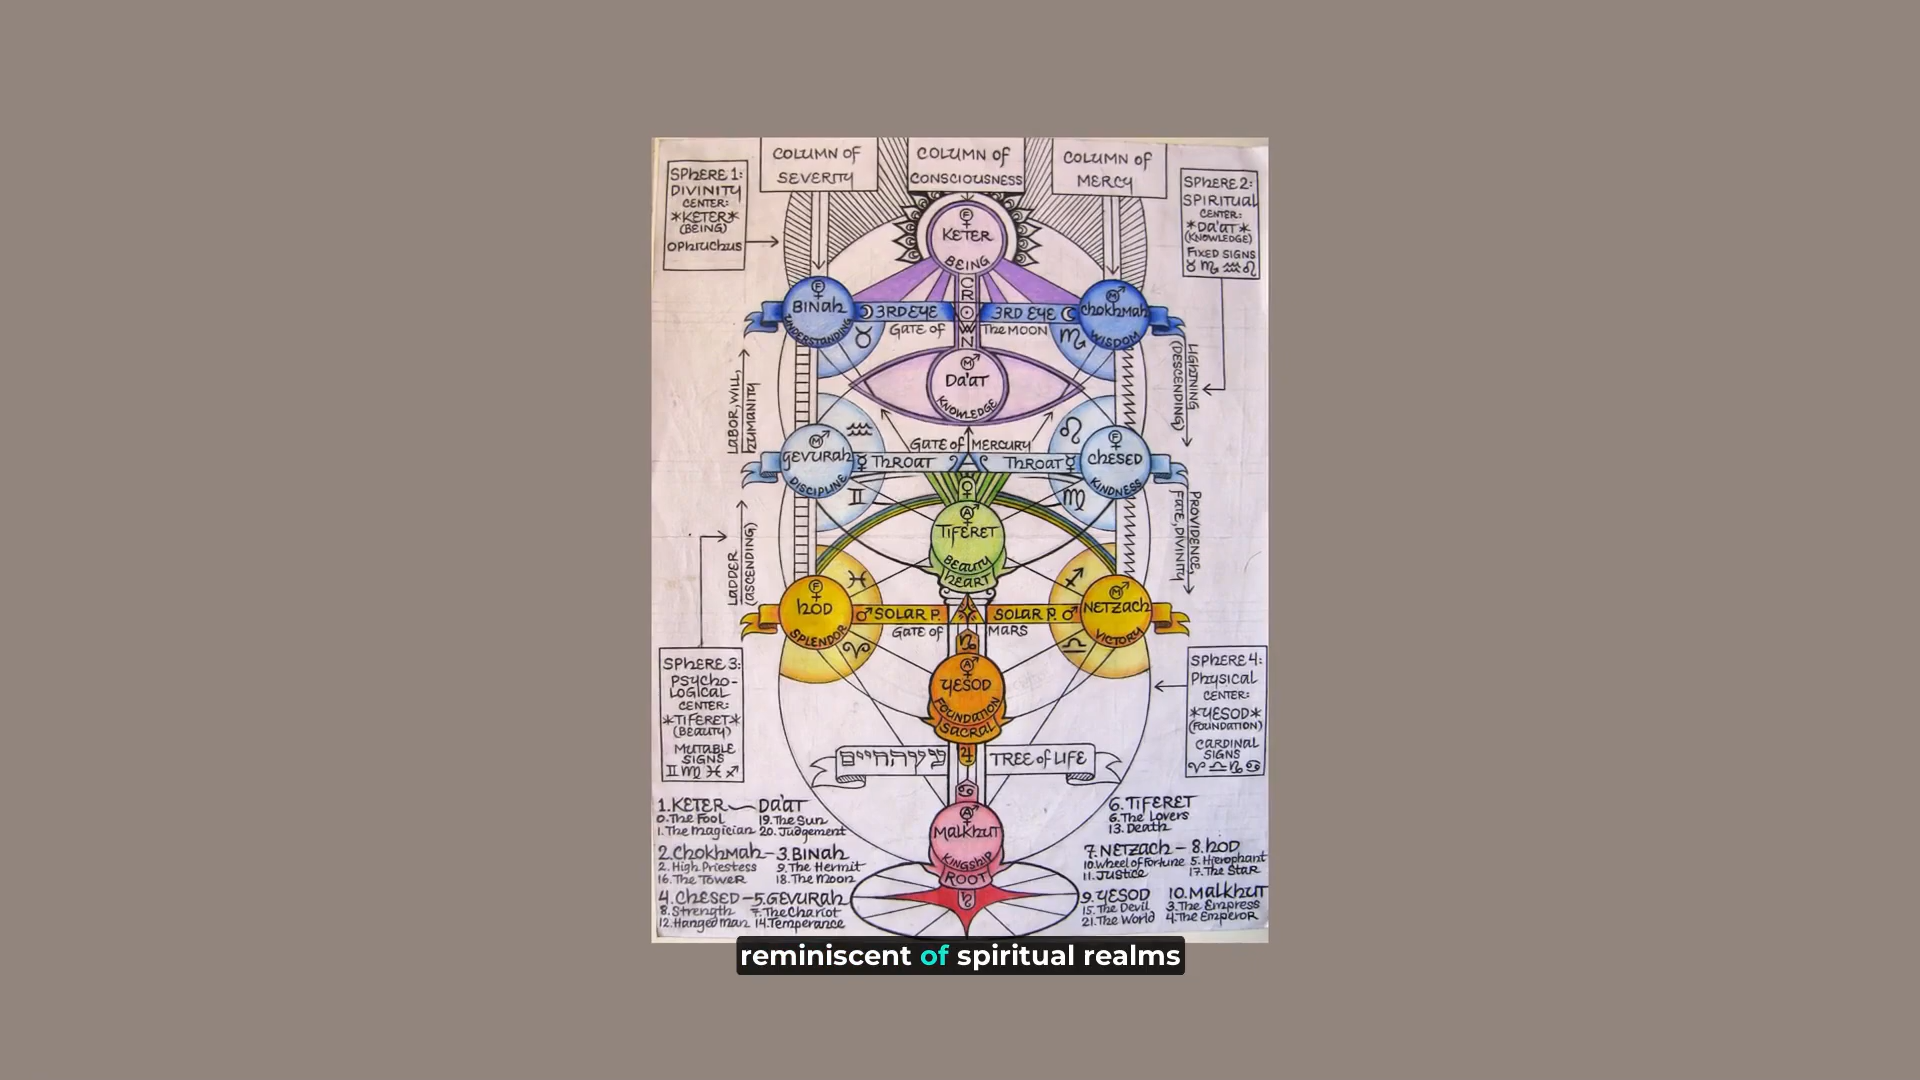 COLUMN of
SEVERITY
COLUMN of
CONSCIOUSNESS
COLUMN of
MERCY
SPHERE 1:
DIVINITY
CENTER:
*KETER*
(BEING)
OPHIUCHUS
SPHERE 2:
SPIRITUAL
CENTER:
*Da'aT*
(KNOWLEDGE)
FIXED SIGNS
♉ ♏ ♒ ♌
F
KETER
BEING
CROWN
F
BINah
UNDERSTANDING
3RD EYE
3RD EYE
M
ChOKhMah
WISDOM
GATE of
The MOON
♉
♏
M
Da'aT
KNOWLEDGE
LABOR, WILL,
HUMANITY
LIGHTNING
(DESCENDING)
♒
♌
GATE of MERCURY
M
GEVURah
DISCIPLINE
☿ THROAT
THROAT ☿
F
ChESED
KINDNESS
♊
♍
LADDER
(ASCENDING)
PROVIDENCE,
FATE, DIVINITY
A
TIFERET
BEAUTY
HEART
♓
♐
F
hOD
SPLENDOR
♂ SOLAR P.
SOLAR P. ♂
M
NETZACh
VICTORY
GATE of
MARS
♈
♎
♑
A
YESOD
FOUNDATION
SACRAL
♃
SPHERE 3:
PSYCHO-
LOGICAL
CENTER:
*TIFERET*
(BEAUTY)
MUTABLE
SIGNS
♊ ♍ ♓ ♐
SPHERE 4:
Physical
CENTER:
*YESOD*
(FOUNDATION)
CARDINAL
SIGNS
♈ ♎ ♑ ♋
TREE of LIFE
♋
A
MALKhUT
KINGShip
ROOT
♄
1. KETER — Da'aT
0. The Fool 19. The Sun
1. The Magician 20. Judgement
2. ChOKhMah – 3. BINah
2. High Priestess 9. The Hermit
16. The Tower 18. The Moon
4. ChESED – 5. GEVURah
8. Strength 7. The Chariot
12. Hanged Man 14. Temperance
6. TIFERET
6. The Lovers
13. Death
7. NETZACh – 8. hOD
10. Wheel of Fortune 5. Hierophant
11. Justice 17. The Star
9. YESOD 10. MALKhUT
15. The Devil 3. The Empress
21. The World 4. The Emperor
reminiscent of spiritual realms